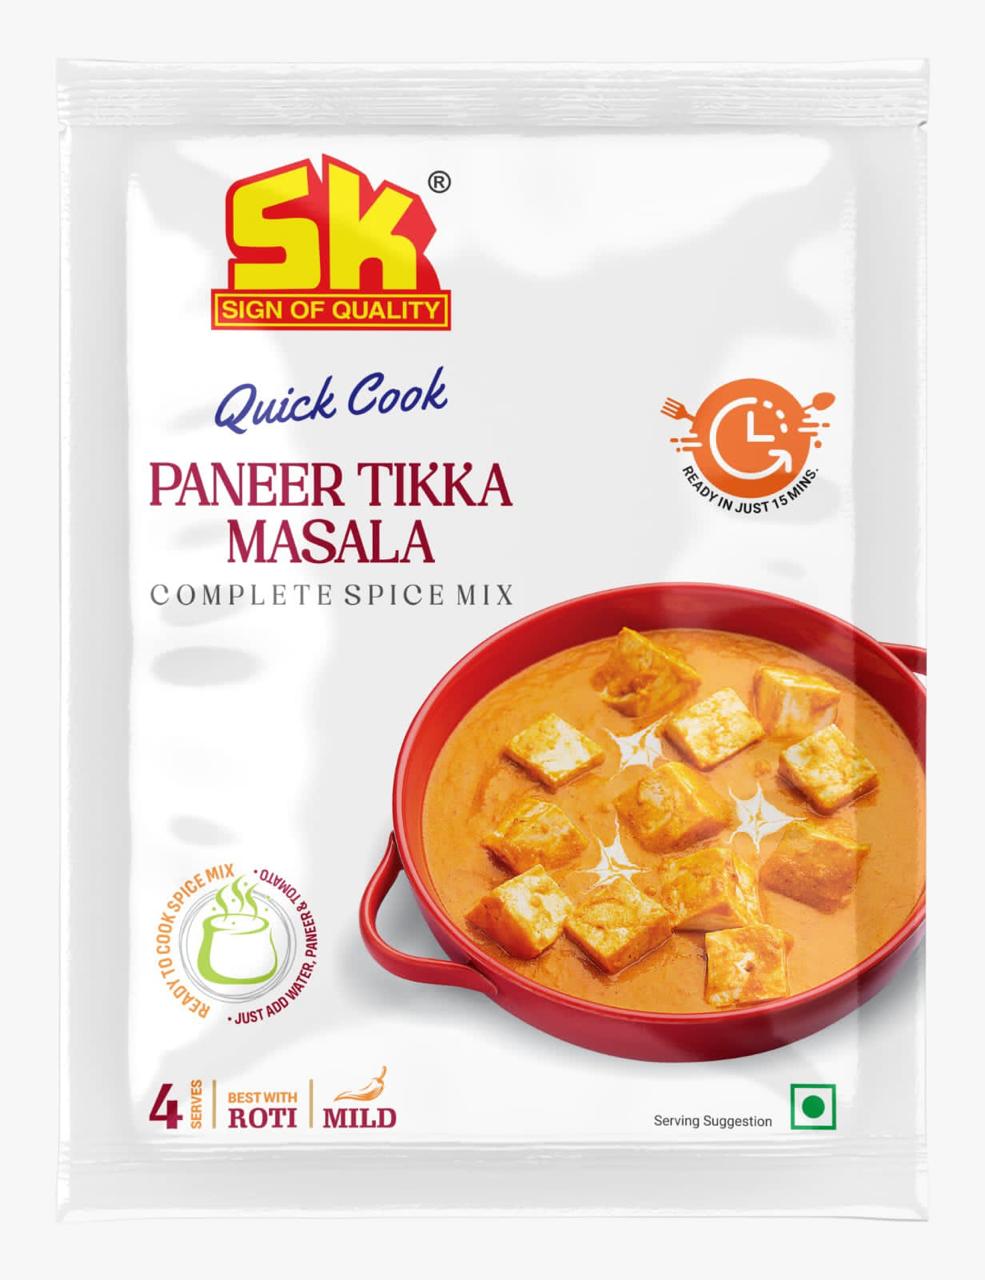 SK®
SIGN OF QUALITY
Quick Cook
PANEER TIKKA
MASALA
COMPLETE SPICE MIX
READY IN JUST 15 MINS.
READY TO COOK SPICE MIX
• JUST ADD WATER, PANEER & TOMATO •
4 SERVES
BEST WITH
ROTI
MILD
Serving Suggestion